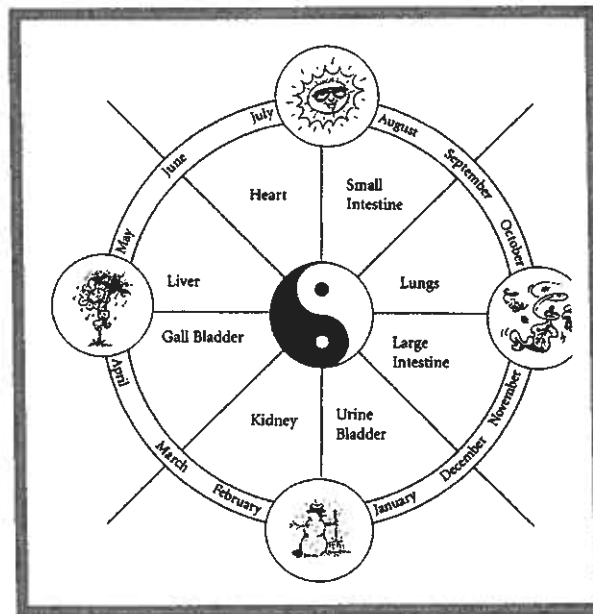 July
August
June
September
May
October
April
November
March
December
February
January
Heart
Small
Intestine
Liver
Lungs
Gall Bladder
Large
Intestine
Kidney
Urine
Bladder